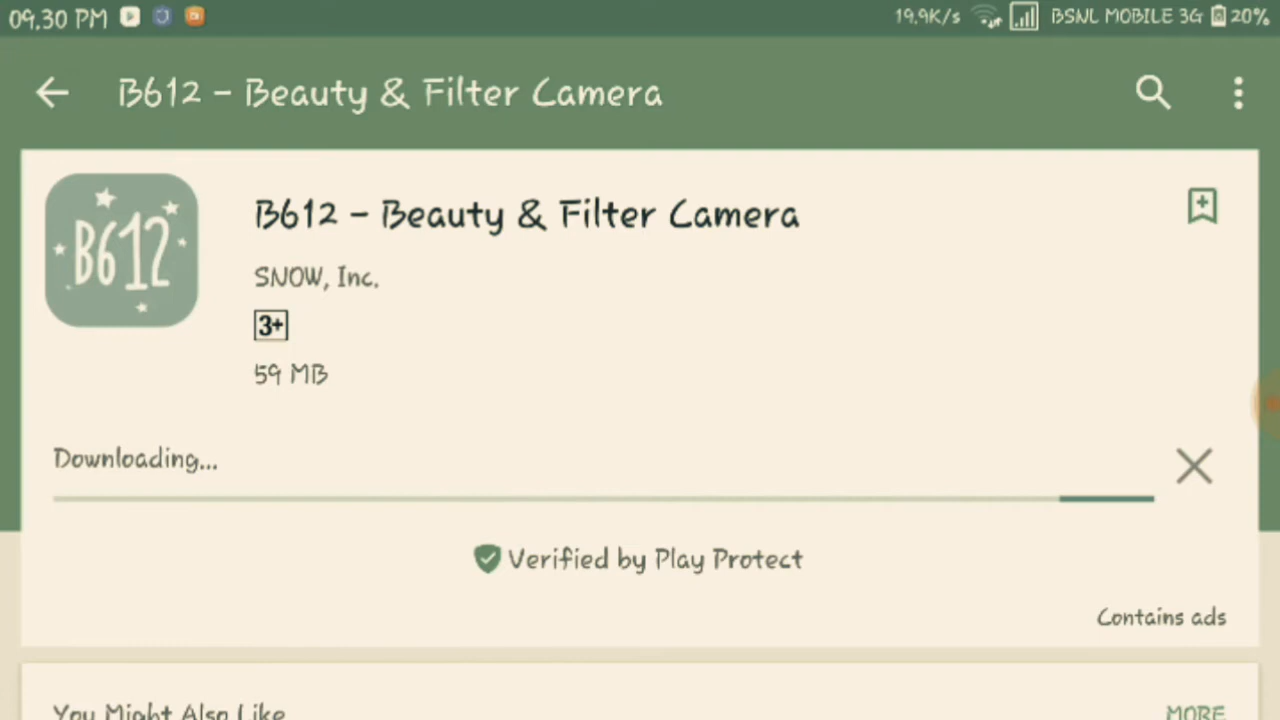 09.30 PM 19.9K/s BSNL MOBILE 3G 20%
B612 - Beauty & Filter Camera
B612
B612 - Beauty & Filter Camera
SNOW, Inc.
3+
59 MB
Downloading...
Verified by Play Protect
Contains ads
You Might Also Like MORE